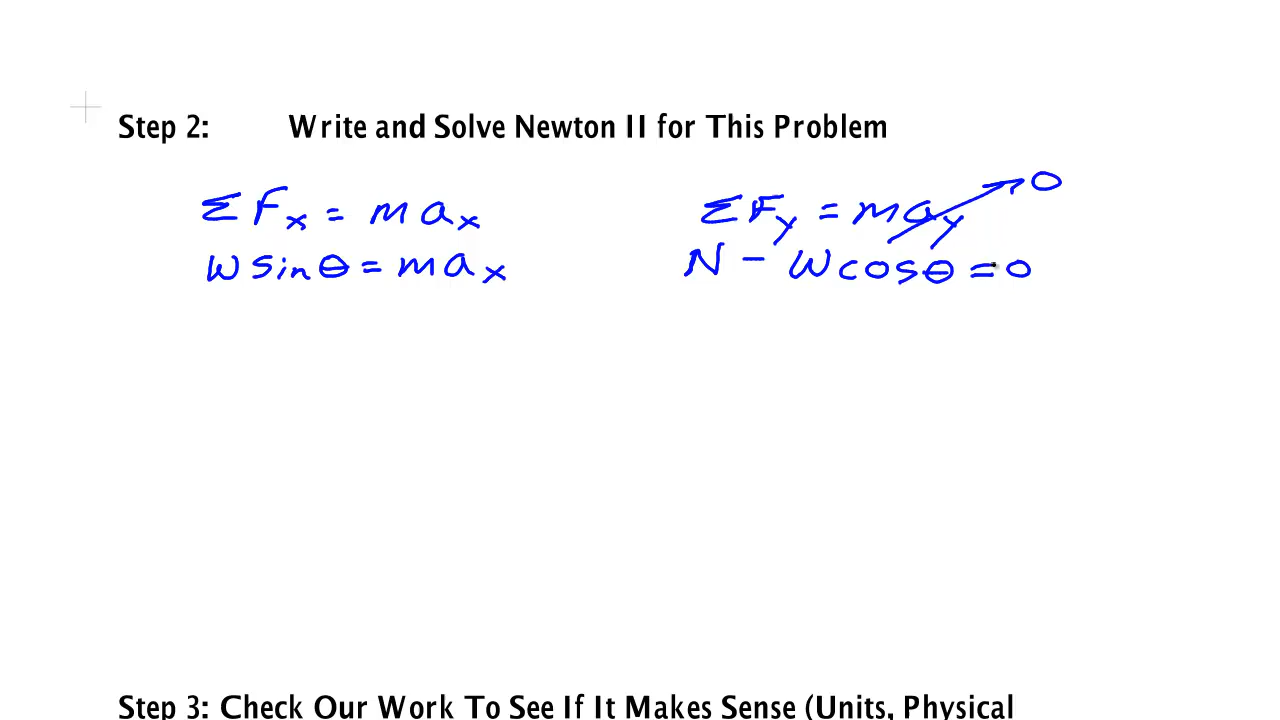 Step 2: Write and Solve Newton II for This Problem
ΣFx = max
ΣFy = may → 0
W sinθ = max
N - W cosθ = 0
Step 3: Check Our Work To See If It Makes Sense (Units, Physical